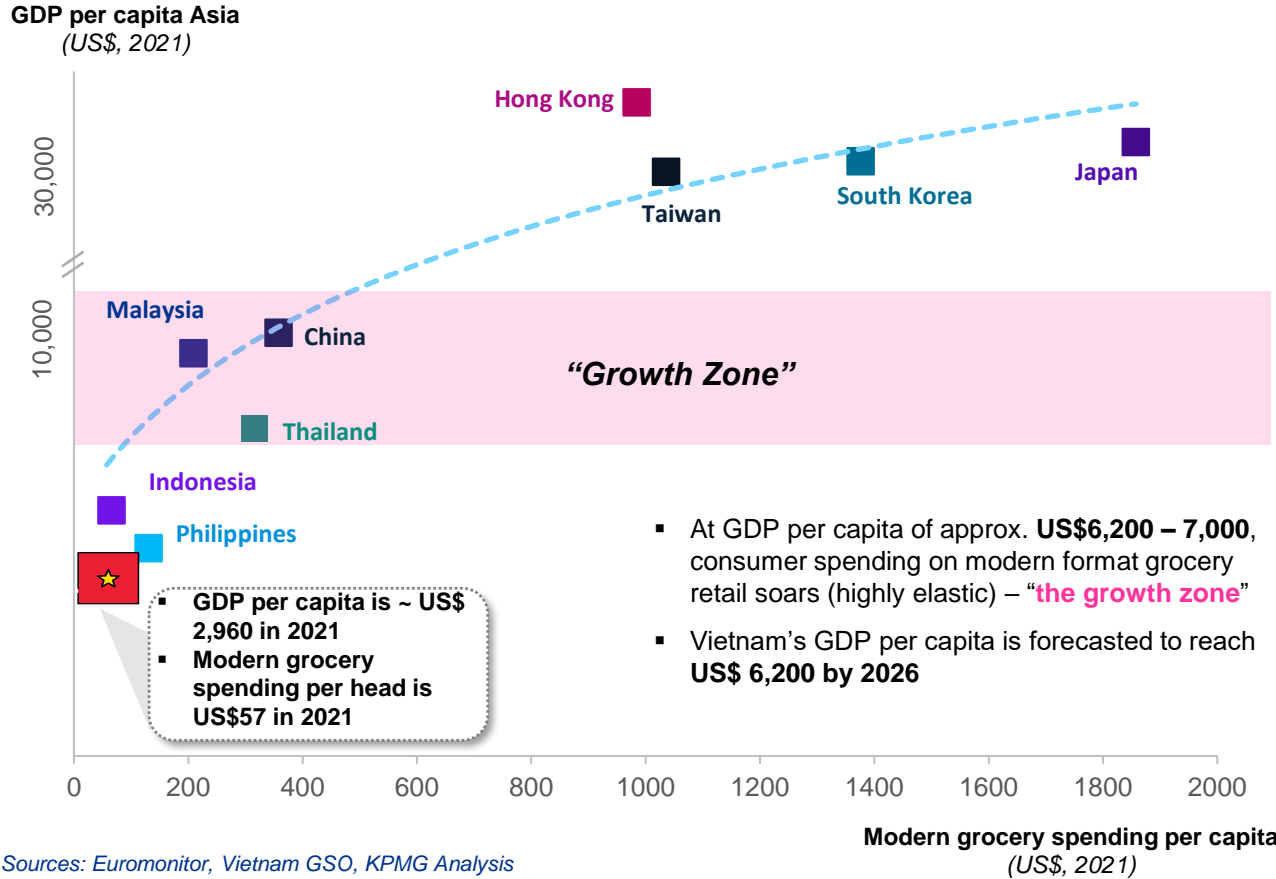 GDP per capita Asia
(US$, 2021)
30,000
10,000
Hong Kong
Taiwan
South Korea
Japan
Malaysia
China
"Growth Zone"
Thailand
Indonesia
Philippines
▪ GDP per capita is ~ US$
2,960 in 2021
▪ Modern grocery
spending per head is
US$57 in 2021
▪ At GDP per capita of approx. US$6,200 – 7,000,
consumer spending on modern format grocery
retail soars (highly elastic) – “the growth zone”
▪ Vietnam’s GDP per capita is forecasted to reach
US$ 6,200 by 2026
0 200 400 600 800 1000 1200 1400 1600 1800 2000
Modern grocery spending per capita
(US$, 2021)
Sources: Euromonitor, Vietnam GSO, KPMG Analysis